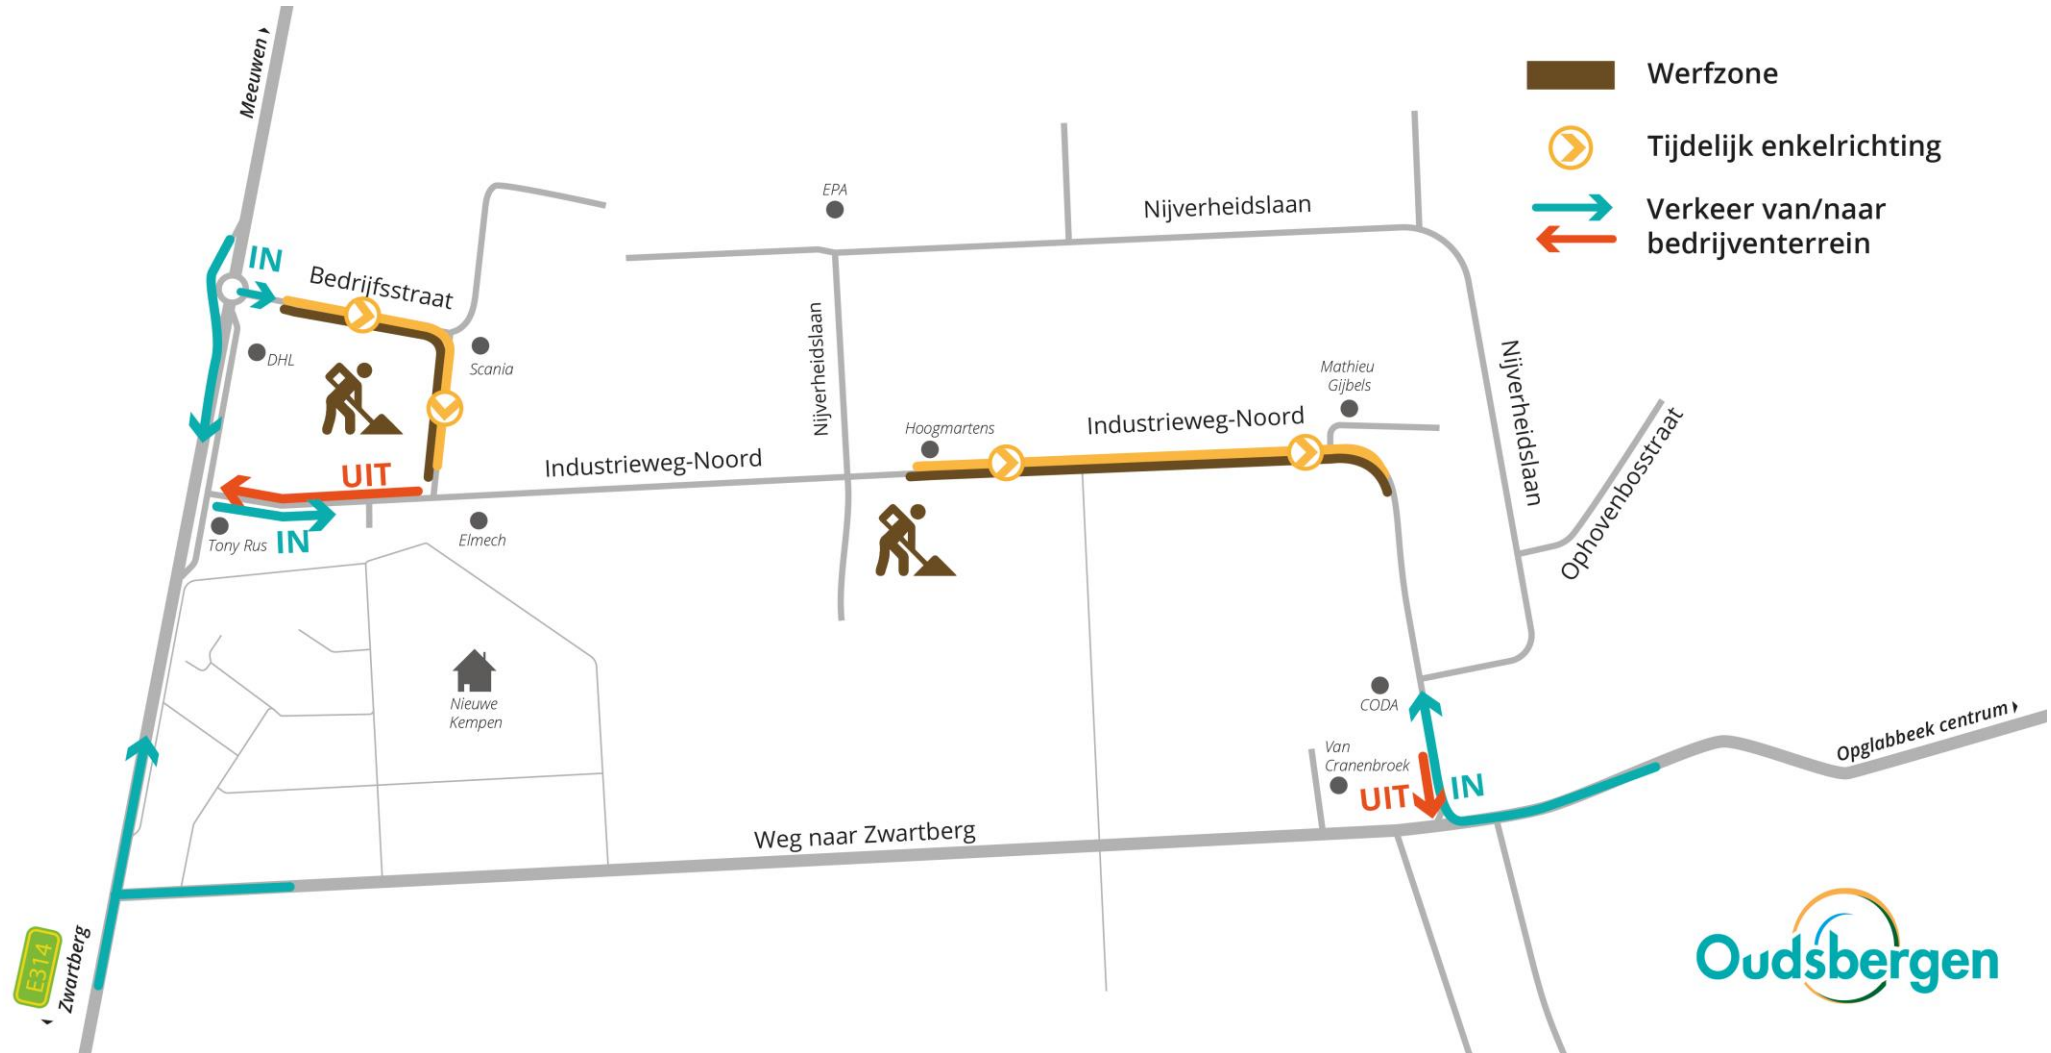 Meeuwen
Werfzone
Tijdelijk enkelrichting
Verkeer van/naar
bedrijventerrein
EPA
Nijverheidslaan
IN
Bedrijfsstraat
DHL
Scania
Nijverheidslaan
Nijverheidslaan
Mathieu
Gijbels
Industrieweg-Noord
Hoogmartens
Industrieweg-Noord
Ophovenbosstraat
UIT
IN
Tony Rus
Elmech
Nieuwe
Kempen
CODA
Opglabbeek centrum
Van
Cranenbroek
UIT
IN
Weg naar Zwartberg
E314
Zwartberg
Oudsbergen